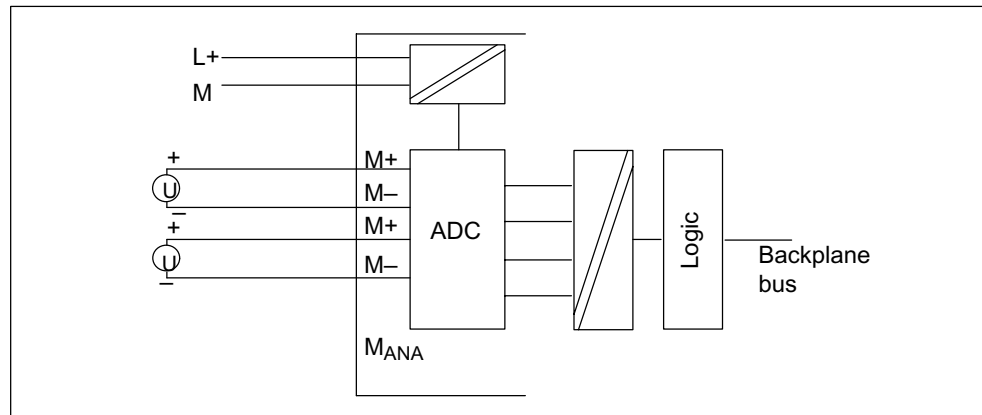 L+
M
+
U
–
+
U
–
M+
M–
M+
M–
MANA
ADC
Logic
Backplane
bus